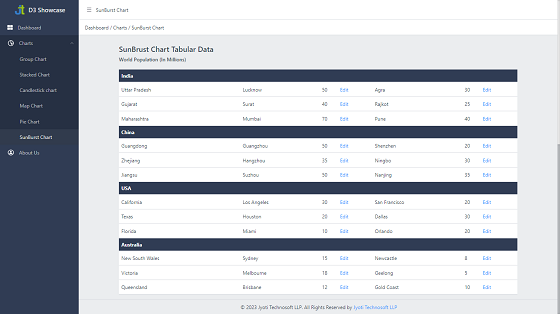 D3 Showcase
SunBurst Chart
Dashboard
Dashboard / Charts / SunBurst Chart
Charts
Group Chart
Stacked Chart
Candlestick chart
Map Chart
Pie Chart
SunBurst Chart
About Us
SunBrust Chart Tabular Data
World Population (In Millions)
India
Uttar Pradesh Lucknow 50 Edit Agra 30 Edit
Gujarat Surat 40 Edit Rajkot 25 Edit
Maharashtra Mumbai 70 Edit Pune 40 Edit
China
Guangdong Guangzhou 50 Edit Shenzhen 20 Edit
Zhejiang Hangzhou 35 Edit Ningbo 30 Edit
Jiangsu Suzhou 50 Edit Nanjing 35 Edit
USA
California Los Angeles 30 Edit San Francisco 20 Edit
Texas Houston 20 Edit Dallas 30 Edit
Florida Miami 10 Edit Orlando 20 Edit
Australia
New South Wales Sydney 15 Edit Newcastle 8 Edit
Victoria Melbourne 18 Edit Geelong 5 Edit
Queensland Brisbane 12 Edit Gold Coast 10 Edit
© 2023 Jyoti Technosoft LLP. All Rights Reserved by Jyoti Technosoft LLP